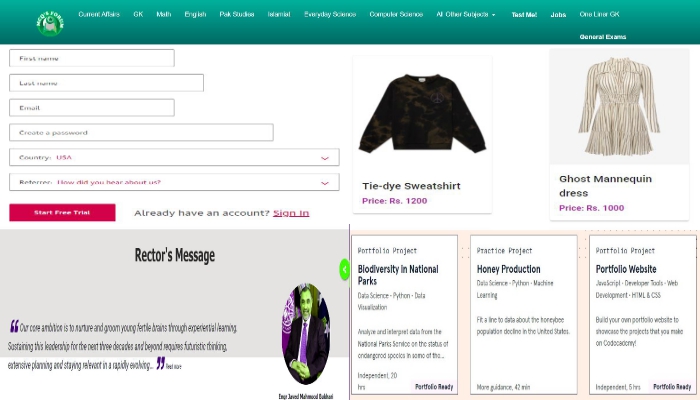 MCQ'S FORUM
Current Affairs GK Math English Pak Studies Islamiat Everyday Science Computer Science All Other Subjects Test Me! Jobs One Liner GK
General Exams
First name
Last name
Email
Create a password
Country: USA
Referrer: How did you hear about us?
Start Free Trial Already have an account? Sign In
Tie-dye Sweatshirt
Price: Rs. 1200
Ghost Mannequin
dress
Price: Rs. 1000
Rector's Message
❝ Our core ambition is to nurture and groom young fertile brains through experiential learning.
Sustaining this leadership for the next three decades and beyond requires futuristic thinking,
extensive planning and staying relevant in a rapidly evolving... ❞ Read more
Engr Javed Mahmood Bukhari
Portfolio Project
Biodiversity in National
Parks
Data Science • Python • Data
Visualization
Analyze and interpret data from the
National Parks Service on the status of
endangered species in some of the...
Independent, 20
hrs
Portfolio Ready
Practice Project
Honey Production
Data Science • Python • Machine
Learning
Fit a line to data about the honeybee
population decline in the United States.
More guidance, 42 min
Portfolio Project
Portfolio Website
JavaScript • Developer Tools • Web
Development • HTML & CSS
Build your own portfolio website to
showcase the projects that you make
on Codecademy!
Independent, 5 hrs Portfolio Ready